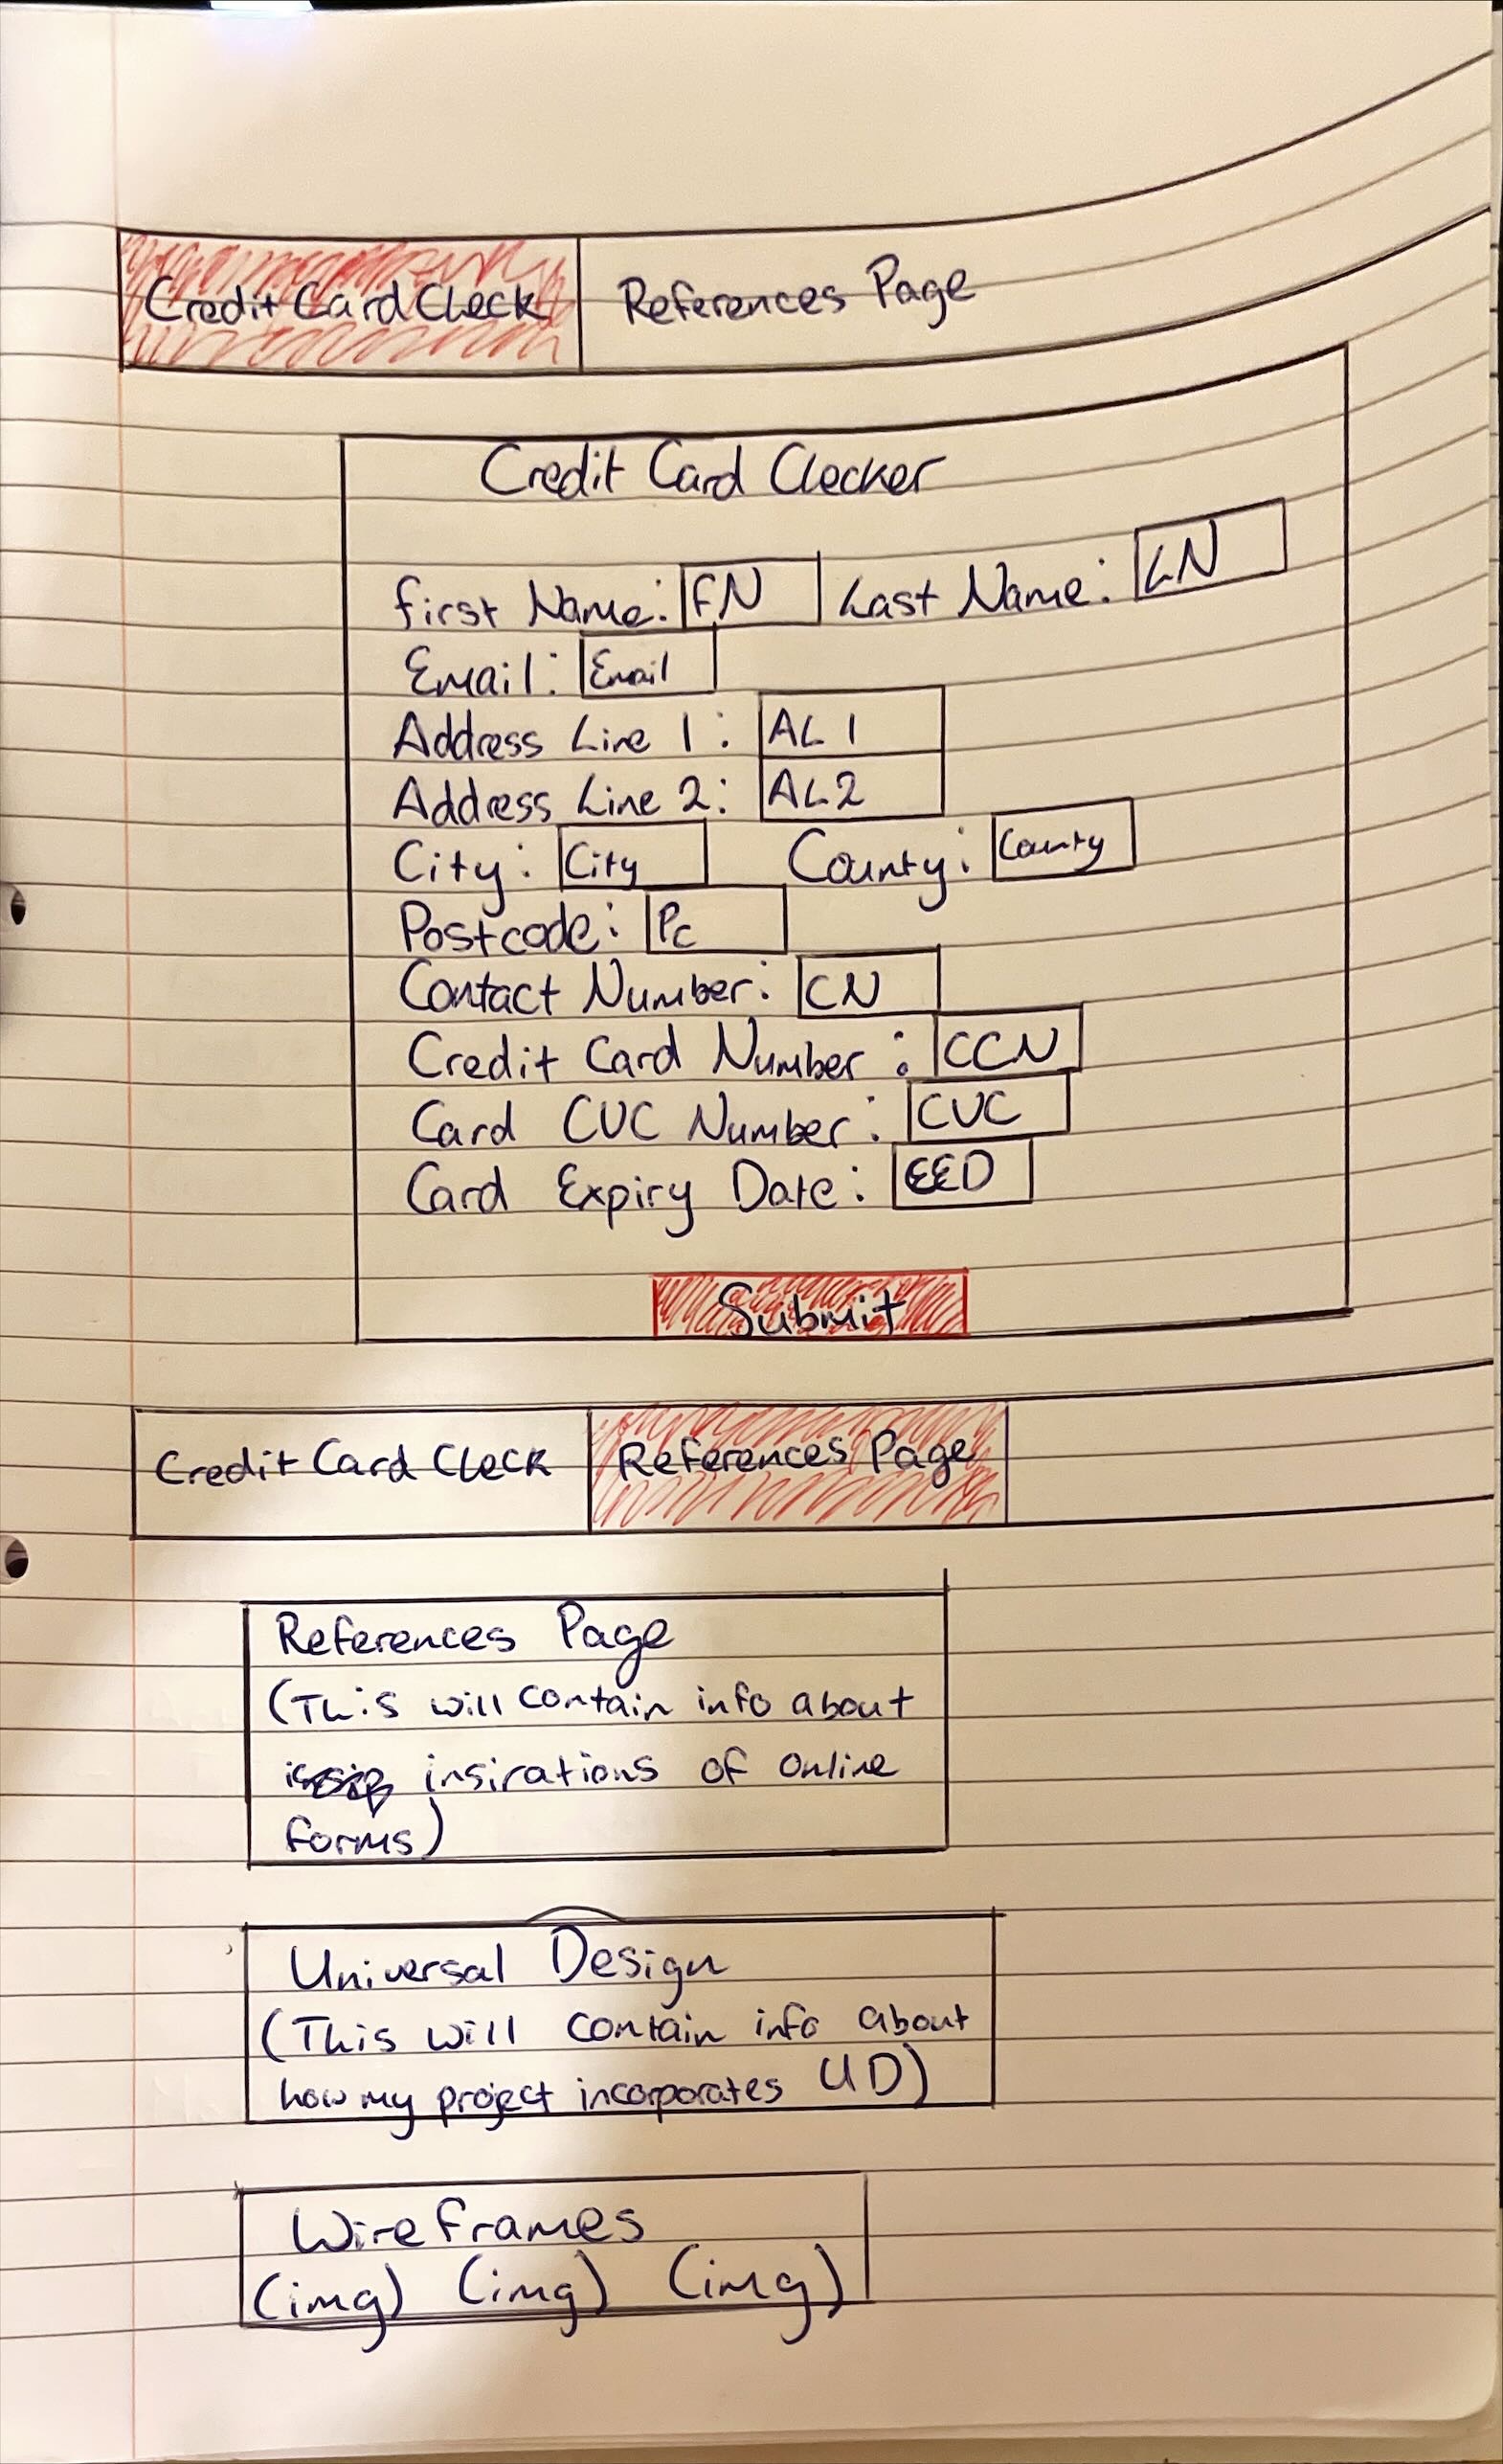 Credit Card Check References Page
Credit Card Checker
First Name: FN Last Name: LN
Email: Email
Address Line 1: AL 1
Address Line 2: AL2
City: City County: County
Postcode: Pc
Contact Number: CN
Credit Card Number: CCN
Card CVC Number: CVC
Card Expiry Date: EED
Submit
Credit Card Check References Page
References Page
(This will contain info about
insirations of online
forms)
Universal Design
(This will contain info about
how my project incorporates UD)
Wireframes
(img) (img) (img)